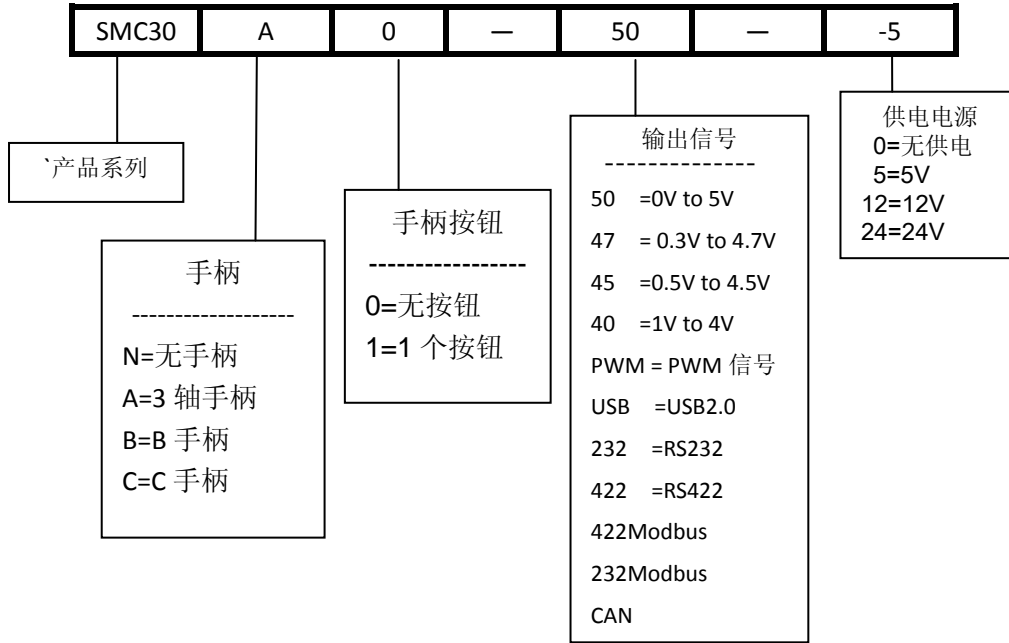 SMC30 A 0 — 50 — -5
`产品系列
手柄
-------------------
N=无手柄
A=3 轴手柄
B=B 手柄
C=C 手柄
手柄按钮
-----------------
0=无按钮
1=1 个按钮
输出信号
--------------
50 =0V to 5V
47 = 0.3V to 4.7V
45 =0.5V to 4.5V
40 =1V to 4V
PWM = PWM 信号
USB =USB2.0
232 =RS232
422 =RS422
422Modbus
232Modbus
CAN
供电电源
0=无供电
5=5V
12=12V
24=24V